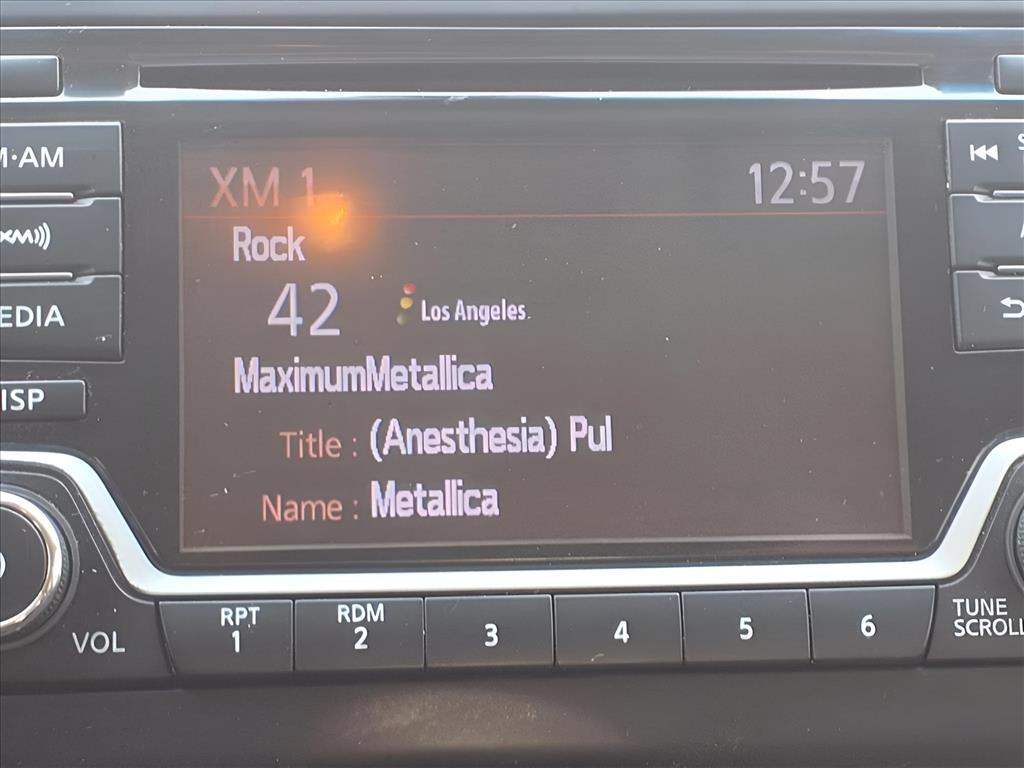 XM 1 12:57
Rock
42 Los Angeles
MaximumMetallica
Title : (Anesthesia) Pul
Name : Metallica
M·AM
XM
EDIA
ISP
VOL
RPT RDM
1 2 3 4 5 6
TUNE
SCROLL